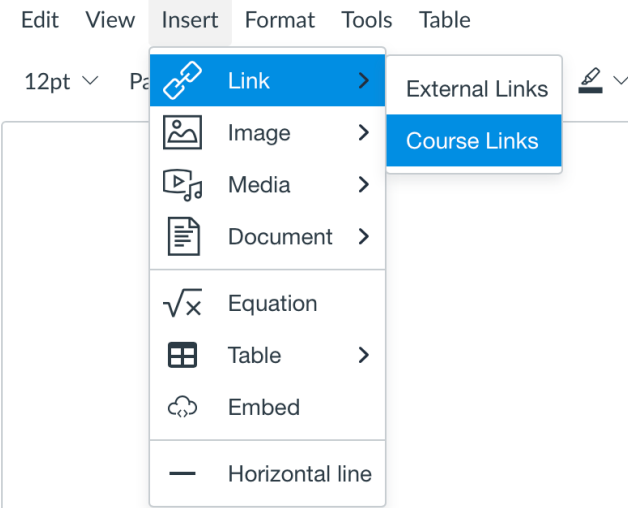 Edit View Insert Format Tools Table
12pt
Link
External Links
Course Links
Image
Media
Document
Equation
Table
Embed
Horizontal line